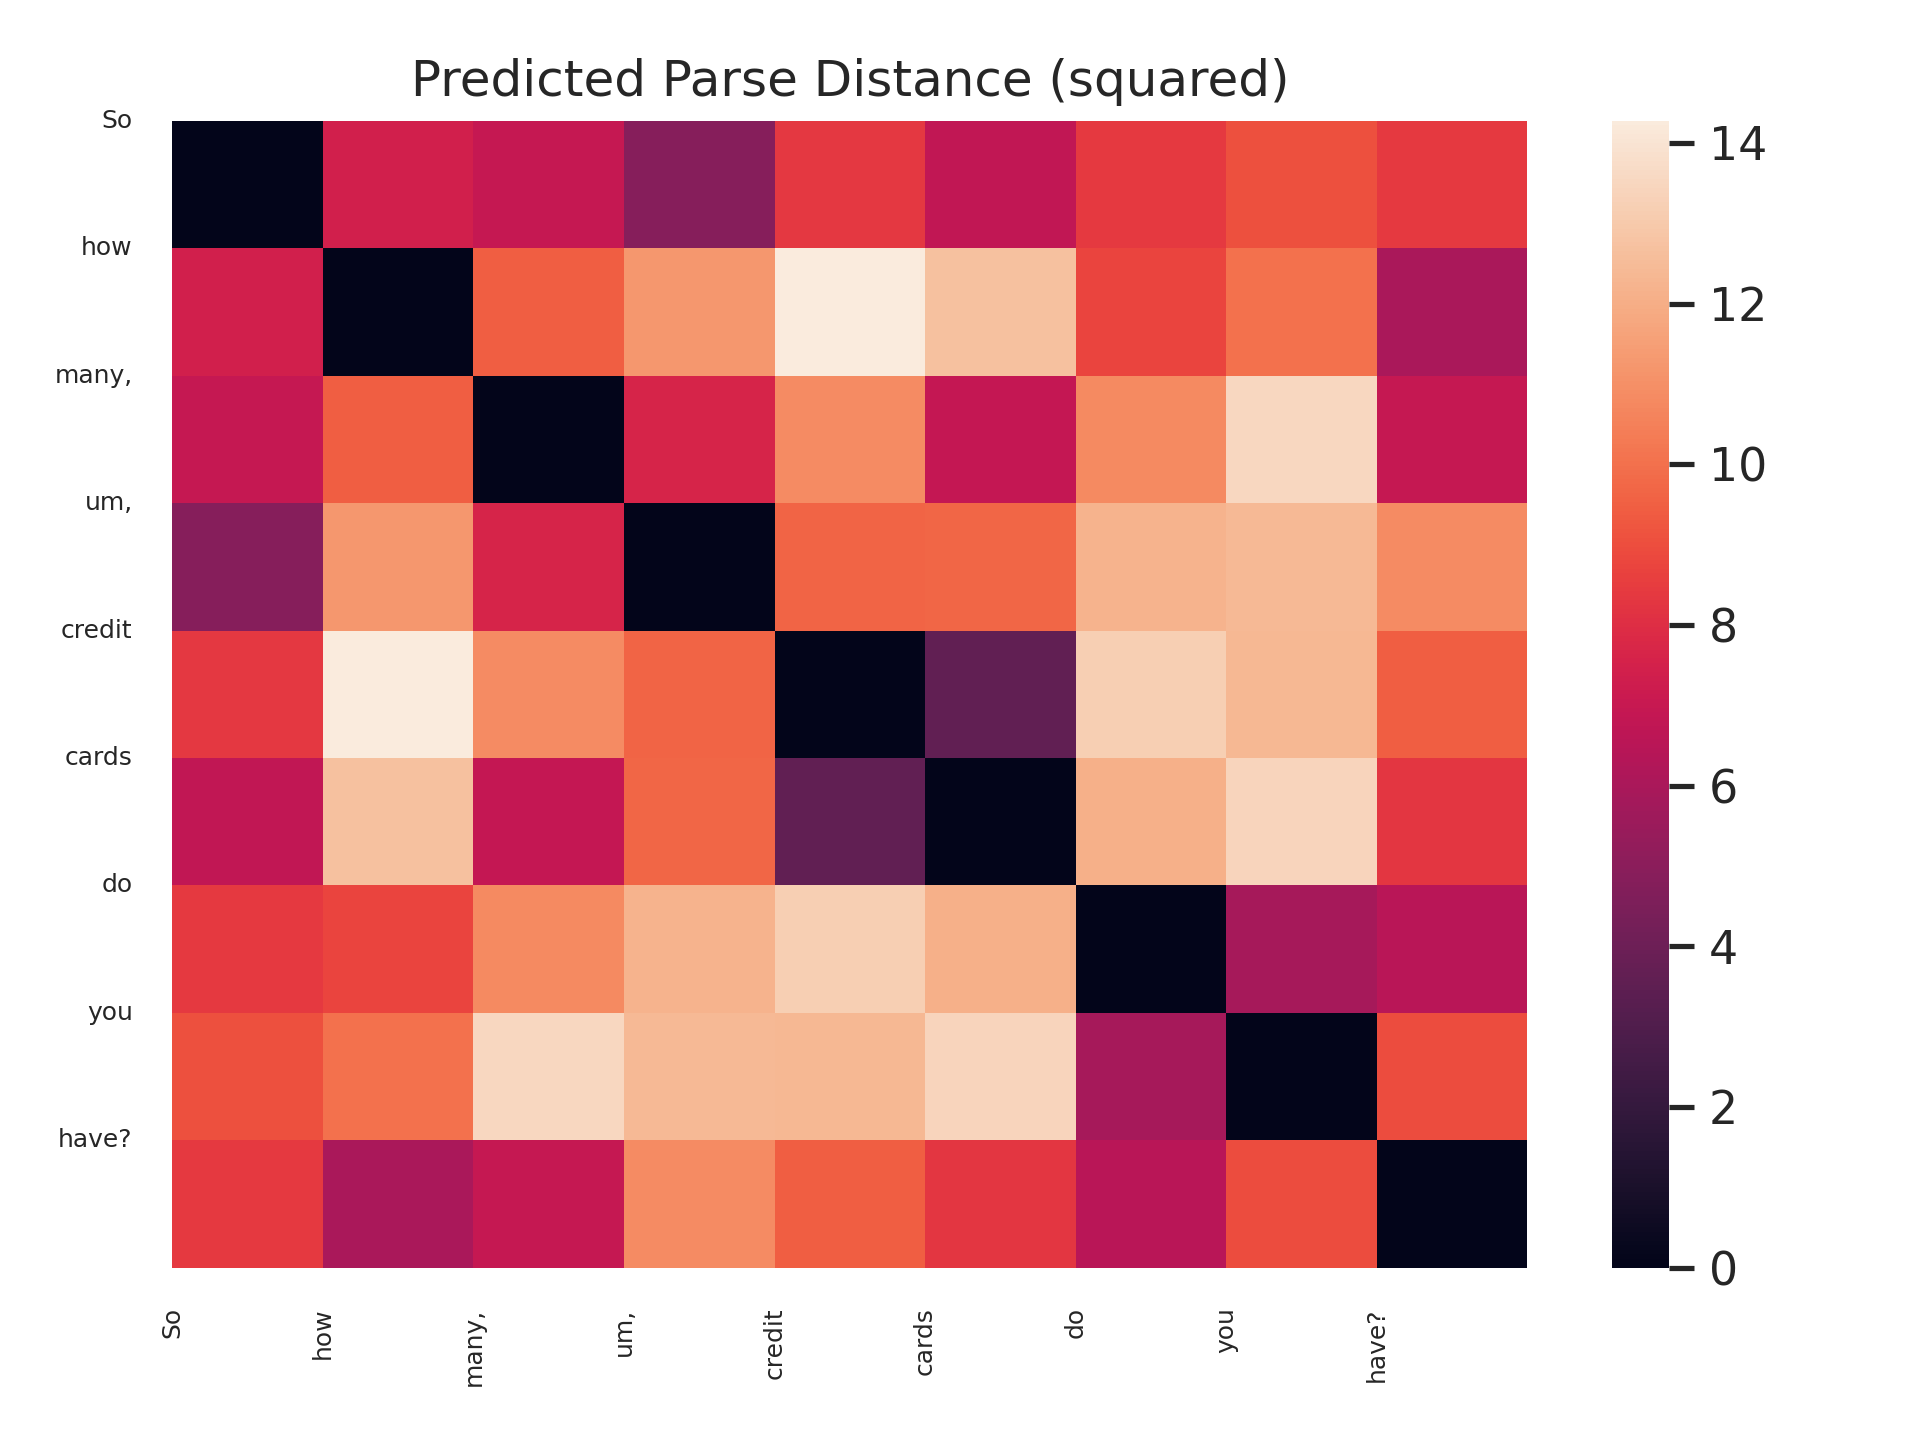 Predicted Parse Distance (squared)
So
how
many,
um,
credit
cards
do
you
have?
14
12
10
8
6
4
2
0
So
how
many,
um,
credit
cards
do
you
have?